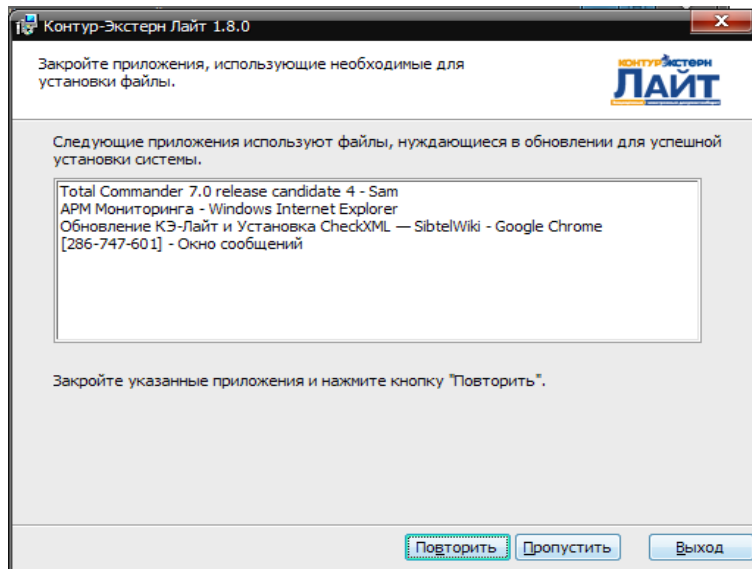 Контур-Экстерн Лайт 1.8.0
Закройте приложения, использующие необходимые для
установки файлы.
КОНТУР ЭКСТЕРН
ЛАЙТ
Следующие приложения используют файлы, нуждающиеся в обновлении для успешной
установки системы.
Total Commander 7.0 release candidate 4 - Sam
АРМ Мониторинга - Windows Internet Explorer
Обновление КЭ-Лайт и Установка CheckXML — SibtelWiki - Google Chrome
[286-747-601] - Окно сообщений
Закройте указанные приложения и нажмите кнопку "Повторить".
Повторить Пропустить Выход